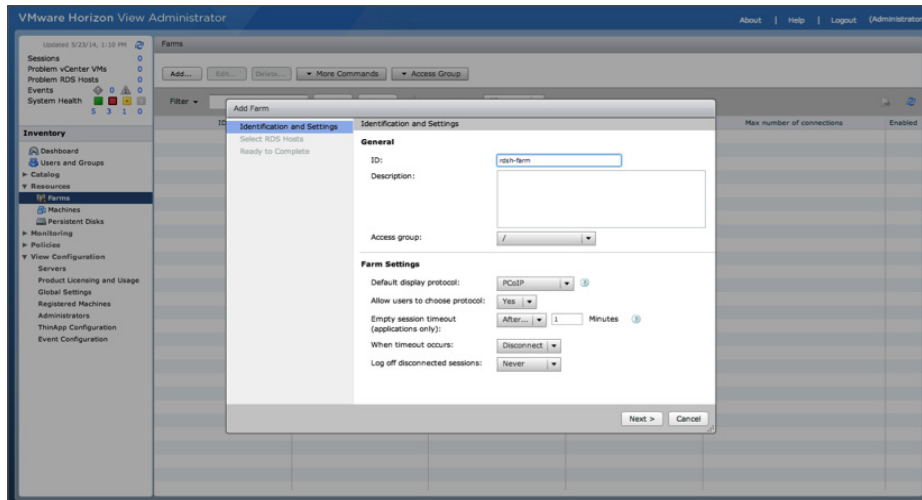 VMware Horizon View Administrator
About | Help | Logout (Administrator
Updated 5/23/14, 1:10 PM
Sessions 0
Problem vCenter VMs 0
Problem RDS Hosts 0
Events 0 0
System Health
5 3 1 0
Inventory
Dashboard
Users and Groups
Catalog
Resources
Farms
Machines
Persistent Disks
Monitoring
Policies
View Configuration
Servers
Product Licensing and Usage
Global Settings
Registered Machines
Administrators
ThinApp Configuration
Event Configuration
Farms
Add... Edit... Delete... More Commands Access Group
Filter
ID Max number of connections Enabled
Add Farm
Identification and Settings
Select RDS Hosts
Ready to Complete
Identification and Settings
General
ID: rdsh-farm
Description:
Access group: /
Farm Settings
Default display protocol: PCoIP
Allow users to choose protocol: Yes
Empty session timeout After... 1 Minutes
(applications only):
When timeout occurs: Disconnect
Log off disconnected sessions: Never
Next > Cancel